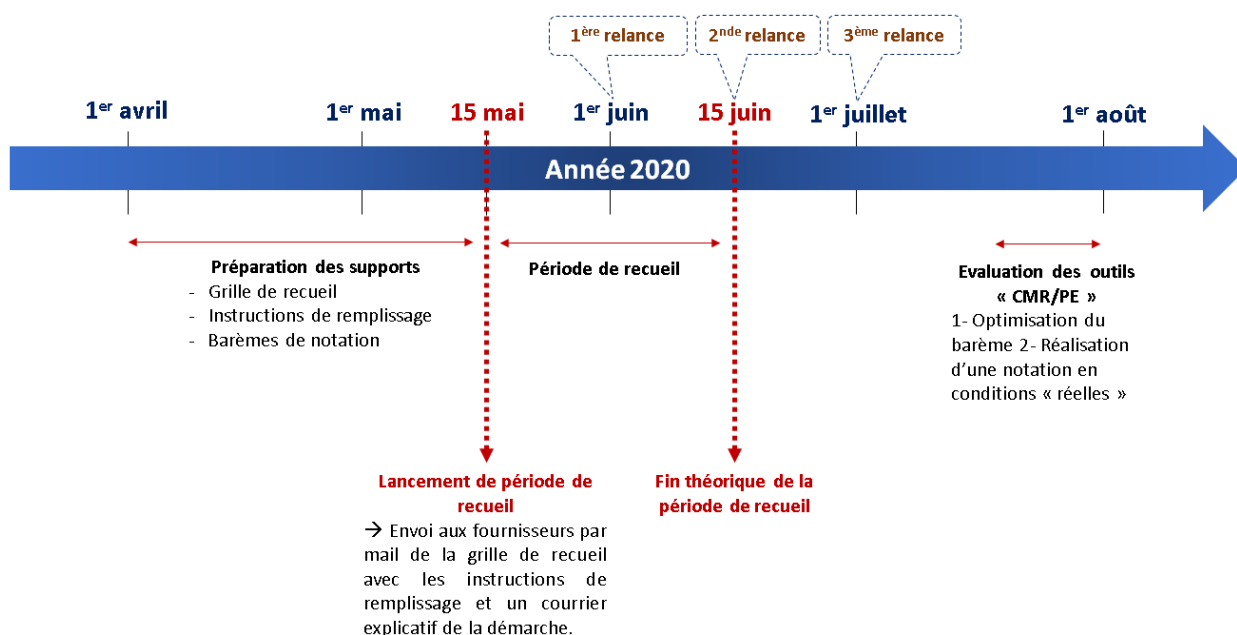 1ère relance
2nde relance
3ème relance
1er avril
1er mai
15 mai
1er juin
15 juin
1er juillet
1er août
Année 2020
Préparation des supports
- Grille de recueil
- Instructions de remplissage
- Barèmes de notation
Période de recueil
Evaluation des outils
« CMR/PE »
1- Optimisation du
barème 2- Réalisation
d’une notation en
conditions « réelles »
Lancement de période de
recueil
→ Envoi aux fournisseurs par
mail de la grille de recueil
avec les instructions de
remplissage et un courrier
explicatif de la démarche.
Fin théorique de la
période de recueil